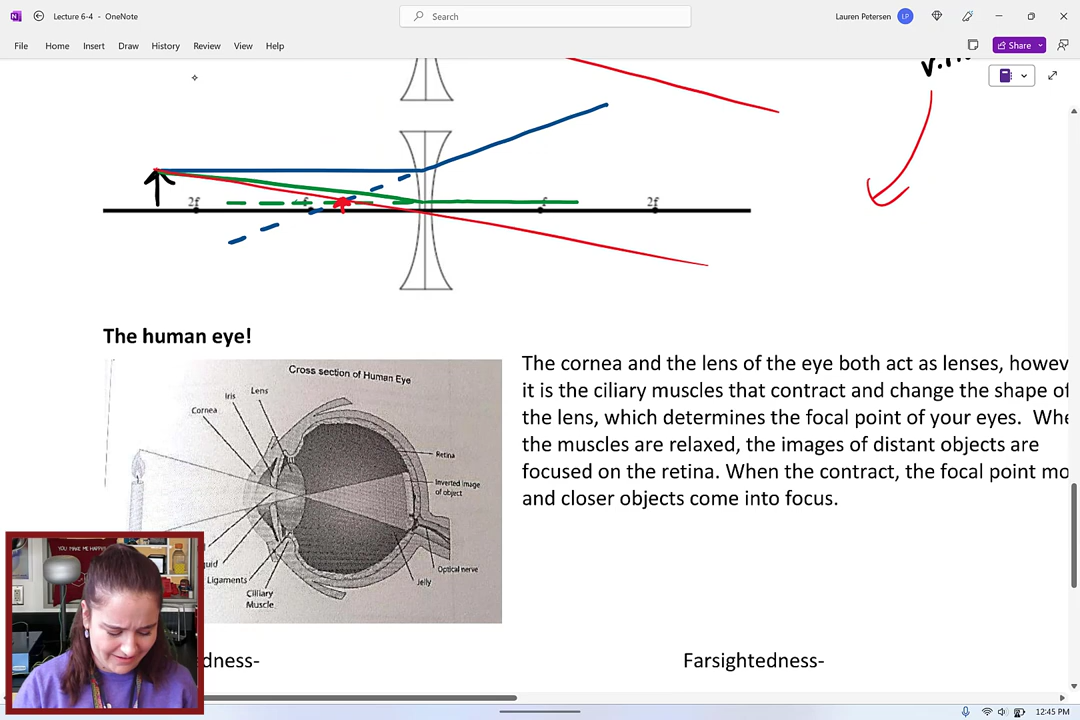 Lecture 6-4 - OneNote
Search
Lauren Petersen
LP
File Home Insert Draw History Review View Help
Share
2f
f
2f
The human eye!
Cross section of Human Eye
Lens
Iris
Cornea
Retina
Inverted image
of object
Optical nerve
Jelly
Ligaments
Ciliary
Muscle
The cornea and the lens of the eye both act as lenses, howev
it is the ciliary muscles that contract and change the shape of
the lens, which determines the focal point of your eyes. Whe
the muscles are relaxed, the images of distant objects are
focused on the retina. When the contract, the focal point mo
and closer objects come into focus.
YOU MAKE ME HAPPY
dness-
Farsightedness-
12:45 PM